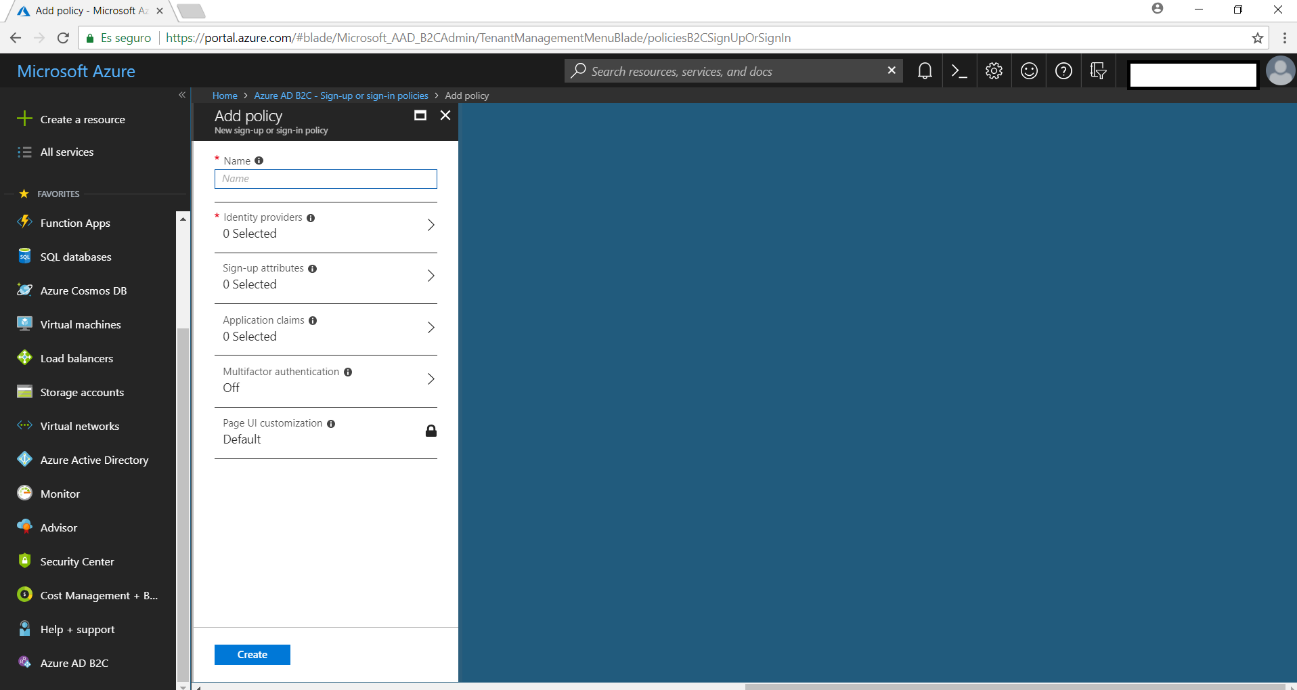 Add policy - Microsoft Az
Es seguro | https://portal.azure.com/#blade/Microsoft_AAD_B2CAdmin/TenantManagementMenuBlade/policiesB2CSignUpOrSignIn
Microsoft Azure
Search resources, services, and docs
Home > Azure AD B2C - Sign-up or sign-in policies > Add policy
Create a resource
All services
FAVORITES
Function Apps
SQL databases
Azure Cosmos DB
Virtual machines
Load balancers
Storage accounts
Virtual networks
Azure Active Directory
Monitor
Advisor
Security Center
Cost Management + B...
Help + support
Azure AD B2C
Add policy
New sign-up or sign-in policy
* Name
Name
* Identity providers
0 Selected
Sign-up attributes
0 Selected
Application claims
0 Selected
Multifactor authentication
Off
Page UI customization
Default
Create